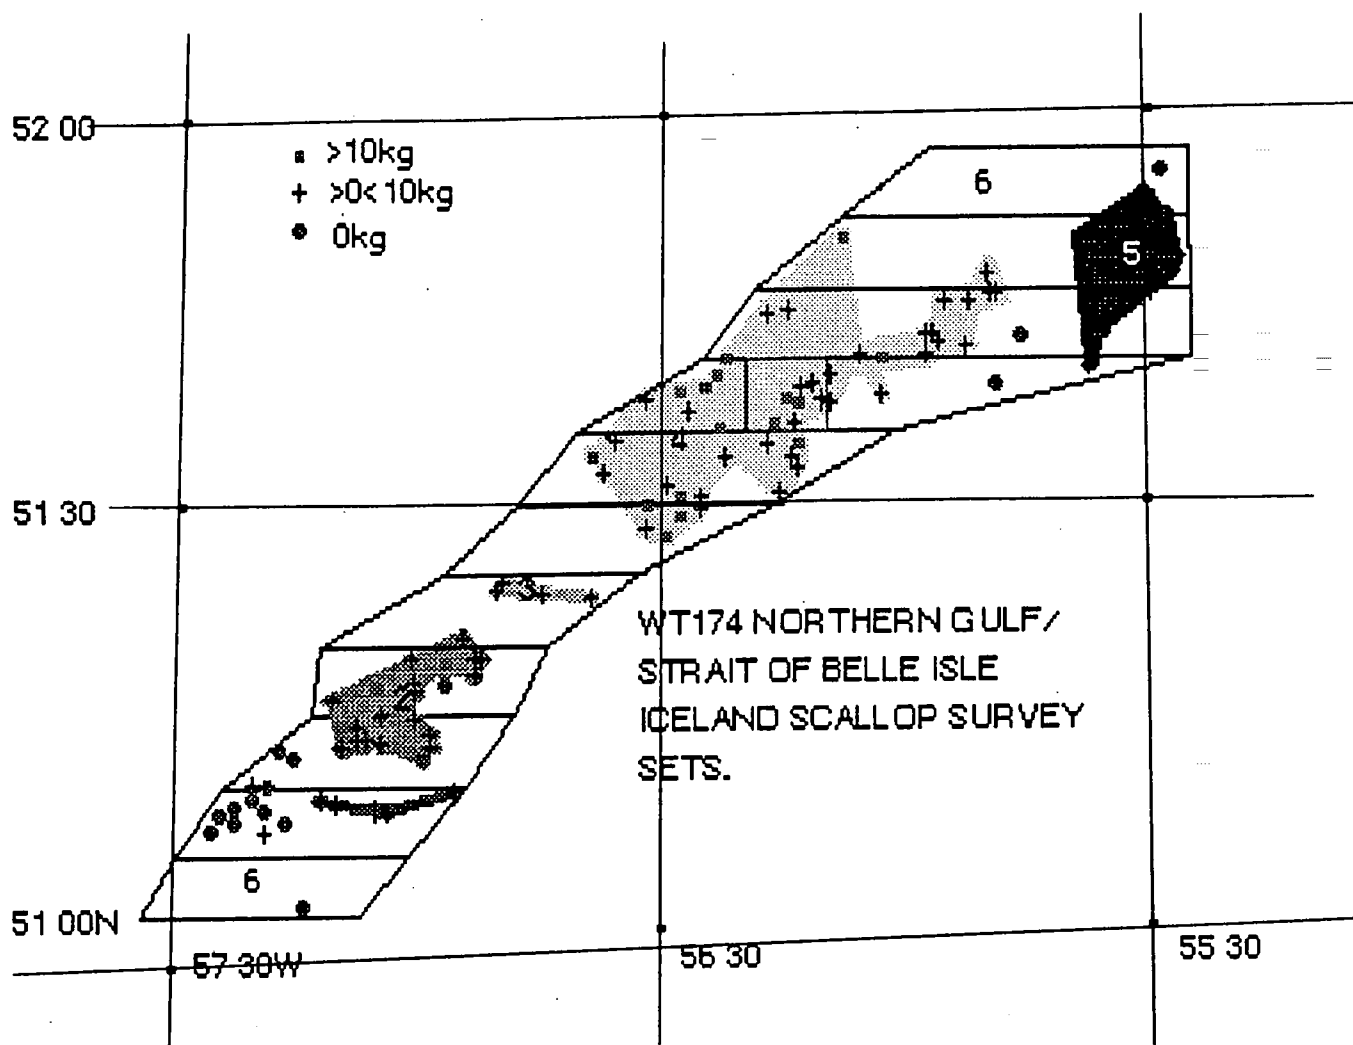 52 00
>10kg
>0<10kg
0kg
6
5
4
51 30
3
WT174 NORTHERN GULF/
STRAIT OF BELLE ISLE
ICELAND SCALLOP SURVEY
SETS.
2
6
51 00N
57 30W
56 30
55 30